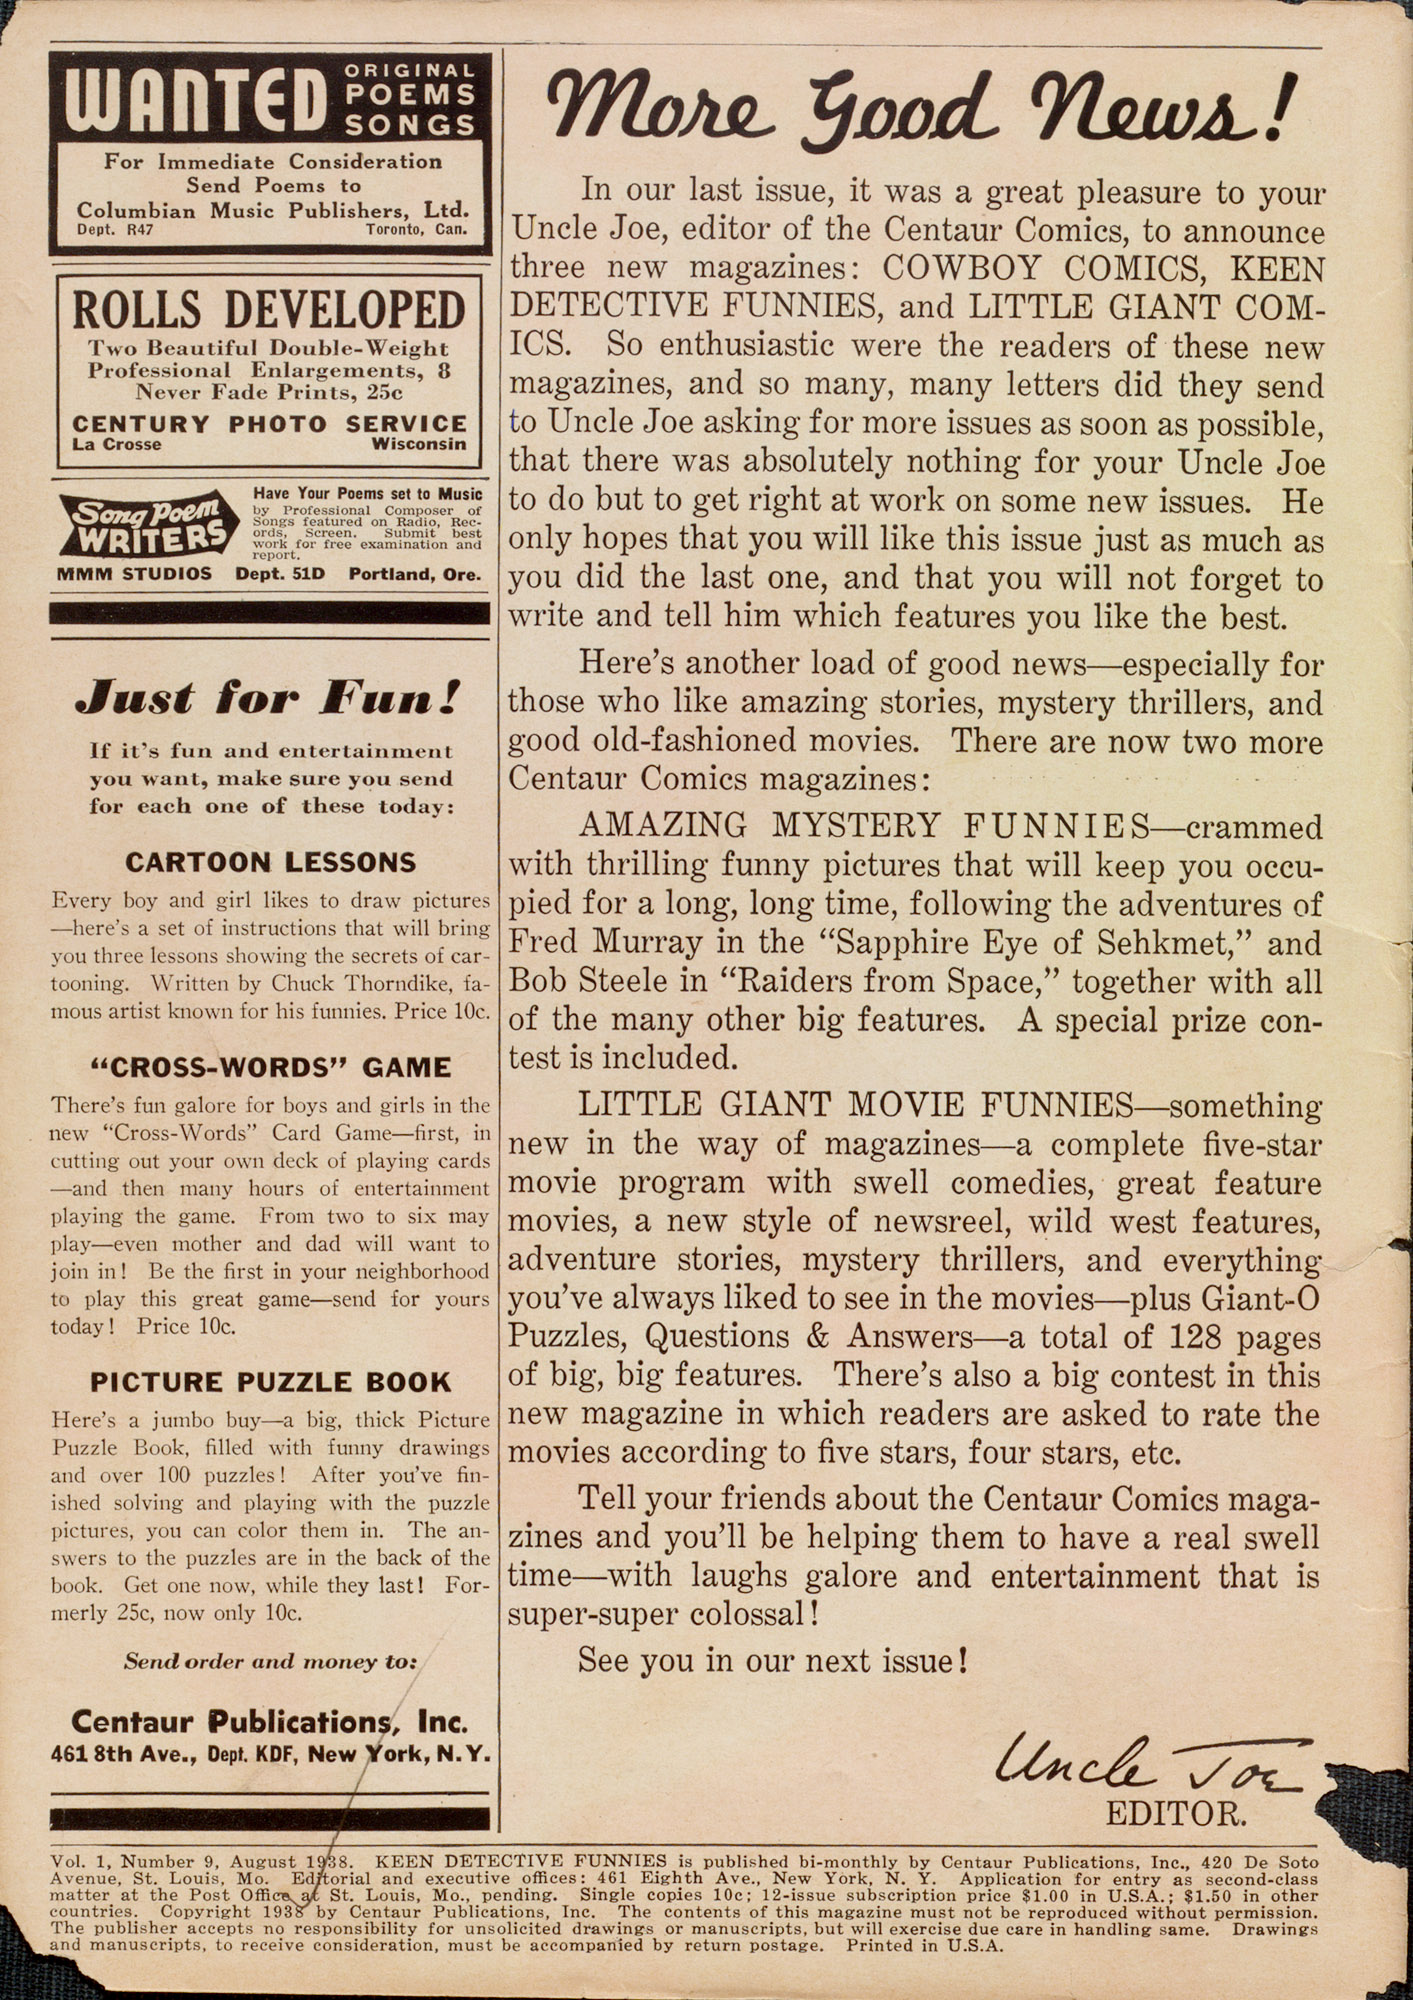 WANTED
ORIGINAL
POEMS
SONGS
For Immediate Consideration
Send Poems to
Columbian Music Publishers, Ltd.
Dept. R47 Toronto, Can.
ROLLS DEVELOPED
Two Beautiful Double-Weight
Professional Enlargements, 8
Never Fade Prints, 25c
CENTURY PHOTO SERVICE
La Crosse Wisconsin
Song Poem
WRITERS
Have Your Poems set to Music
by Professional Composer of
Songs featured on Radio, Rec-
ords, Screen. Submit best
work for free examination and
report.
MMM STUDIOS Dept. 51D Portland, Ore.
Just for Fun!
If it's fun and entertainment
you want, make sure you send
for each one of these today:
CARTOON LESSONS
Every boy and girl likes to draw pictures
—here's a set of instructions that will bring
you three lessons showing the secrets of car-
tooning. Written by Chuck Thorndike, fa-
mous artist known for his funnies. Price 10c.
"CROSS-WORDS" GAME
There's fun galore for boys and girls in the
new "Cross-Words" Card Game—first, in
cutting out your own deck of playing cards
—and then many hours of entertainment
playing the game. From two to six may
play—even mother and dad will want to
join in! Be the first in your neighborhood
to play this great game—send for yours
today! Price 10c.
PICTURE PUZZLE BOOK
Here's a jumbo buy—a big, thick Picture
Puzzle Book, filled with funny drawings
and over 100 puzzles! After you've fin-
ished solving and playing with the puzzle
pictures, you can color them in. The an-
swers to the puzzles are in the back of the
book. Get one now, while they last! For-
merly 25c, now only 10c.
Send order and money to:
Centaur Publications, Inc.
461 8th Ave., Dept. KDF, New York, N.Y.
More Good News!
In our last issue, it was a great pleasure to your
Uncle Joe, editor of the Centaur Comics, to announce
three new magazines: COWBOY COMICS, KEEN
DETECTIVE FUNNIES, and LITTLE GIANT COM-
ICS. So enthusiastic were the readers of these new
magazines, and so many, many letters did they send
to Uncle Joe asking for more issues as soon as possible,
that there was absolutely nothing for your Uncle Joe
to do but to get right at work on some new issues. He
only hopes that you will like this issue just as much as
you did the last one, and that you will not forget to
write and tell him which features you like the best.
Here's another load of good news—especially for
those who like amazing stories, mystery thrillers, and
good old-fashioned movies. There are now two more
Centaur Comics magazines:
AMAZING MYSTERY FUNNIES—crammed
with thrilling funny pictures that will keep you occu-
pied for a long, long time, following the adventures of
Fred Murray in the "Sapphire Eye of Sehkmet," and
Bob Steele in "Raiders from Space," together with all
of the many other big features. A special prize con-
test is included.
LITTLE GIANT MOVIE FUNNIES—something
new in the way of magazines—a complete five-star
movie program with swell comedies, great feature
movies, a new style of newsreel, wild west features,
adventure stories, mystery thrillers, and everything
you've always liked to see in the movies—plus Giant-O
Puzzles, Questions & Answers—a total of 128 pages
of big, big features. There's also a big contest in this
new magazine in which readers are asked to rate the
movies according to five stars, four stars, etc.
Tell your friends about the Centaur Comics maga-
zines and you'll be helping them to have a real swell
time—with laughs galore and entertainment that is
super-super colossal!
See you in our next issue!
Uncle Joe
EDITOR.
Vol. 1, Number 9, August 1938. KEEN DETECTIVE FUNNIES is published bi-monthly by Centaur Publications, Inc., 420 De Soto
Avenue, St. Louis, Mo. Editorial and executive offices: 461 Eighth Ave., New York, N. Y. Application for entry as second-class
matter at the Post Office at St. Louis, Mo., pending. Single copies 10c; 12-issue subscription price $1.00 in U.S.A.; $1.50 in other
countries. Copyright 1938 by Centaur Publications, Inc. The contents of this magazine must not be reproduced without permission.
The publisher accepts no responsibility for unsolicited drawings or manuscripts, but will exercise due care in handling same. Drawings
and manuscripts, to receive consideration, must be accompanied by return postage. Printed in U.S.A.